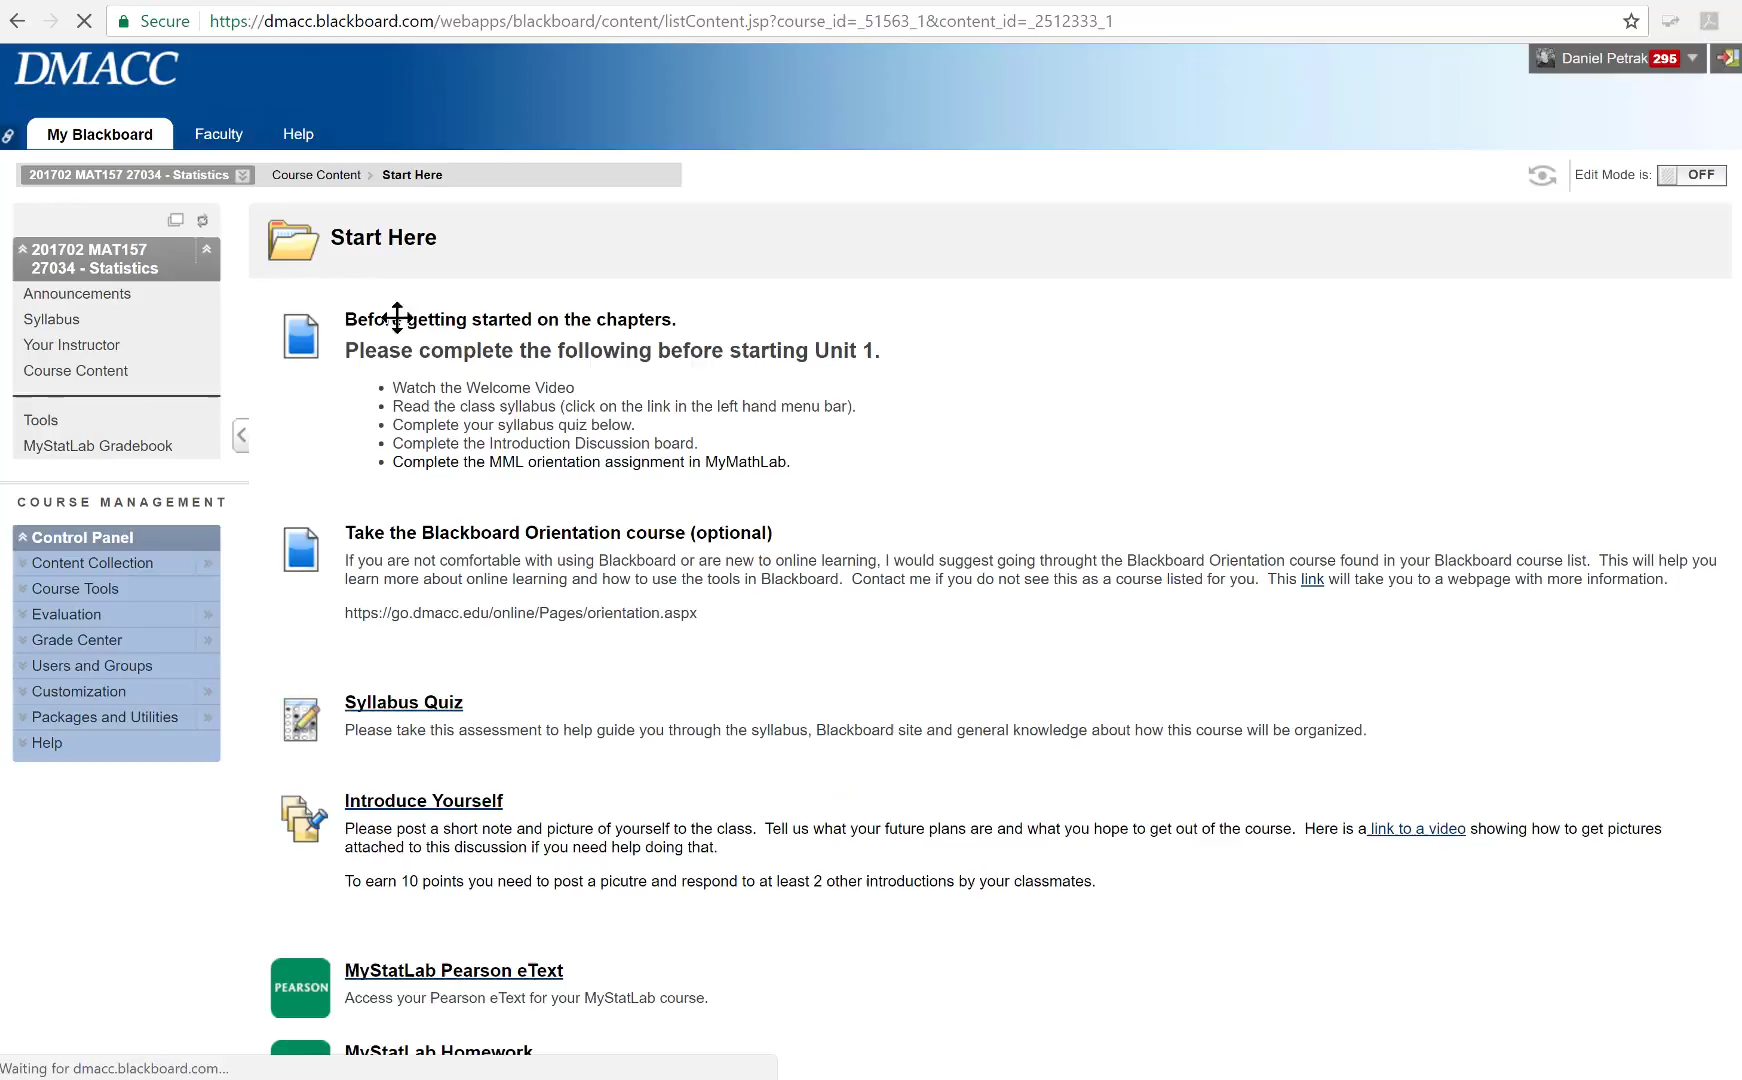 Secure https://dmacc.blackboard.com/webapps/blackboard/content/listContent.jsp?course_id=_51563_1&content_id=_2512333_1
DMACC
Daniel Petrak 295
My Blackboard Faculty Help
201702 MAT157 27034 - Statistics Course Content Start Here
Edit Mode is: OFF
201702 MAT157
27034 - Statistics
Announcements
Syllabus
Your Instructor
Course Content
Tools
MyStatLab Gradebook
COURSE MANAGEMENT
Control Panel
Content Collection
Course Tools
Evaluation
Grade Center
Users and Groups
Customization
Packages and Utilities
Help
Start Here
Before getting started on the chapters.
Please complete the following before starting Unit 1.
• Watch the Welcome Video
• Read the class syllabus (click on the link in the left hand menu bar).
• Complete your syllabus quiz below.
• Complete the Introduction Discussion board.
• Complete the MML orientation assignment in MyMathLab.
Take the Blackboard Orientation course (optional)
If you are not comfortable with using Blackboard or are new to online learning, I would suggest going throught the Blackboard Orientation course found in your Blackboard course list. This will help you
learn more about online learning and how to use the tools in Blackboard. Contact me if you do not see this as a course listed for you. This link will take you to a webpage with more information.
https://go.dmacc.edu/online/Pages/orientation.aspx
Syllabus Quiz
Please take this assessment to help guide you through the syllabus, Blackboard site and general knowledge about how this course will be organized.
Introduce Yourself
Please post a short note and picture of yourself to the class. Tell us what your future plans are and what you hope to get out of the course. Here is a link to a video showing how to get pictures
attached to this discussion if you need help doing that.
To earn 10 points you need to post a picutre and respond to at least 2 other introductions by your classmates.
PEARSON
MyStatLab Pearson eText
Access your Pearson eText for your MyStatLab course.
MyStatLab Homework
Waiting for dmacc.blackboard.com...